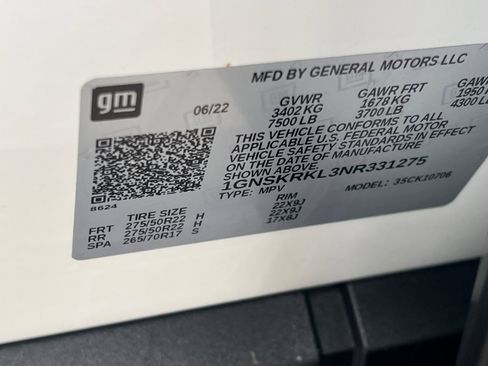 gm
MFD BY GENERAL MOTORS LLC
06/22
GVWR GAWR FRT GAWR
3402 KG 1678 KG 1950
7500 LB 3700 LB 4300 L
THIS VEHICLE CONFORMS TO ALL
APPLICABLE U.S. FEDERAL MOTOR
VEHICLE SAFETY STANDARDS IN EFFECT
ON THE DATE OF MANUFACTURE SHOWN ABOVE.
1GNSKRKL3NR331275
TYPE: MPV MODEL: 35CK10706
8624
TIRE SIZE RIM
FRT 275/50R22 H 22X9J
RR 275/50R22 H 22X9J
SPA 265/70R17 S 17X8J